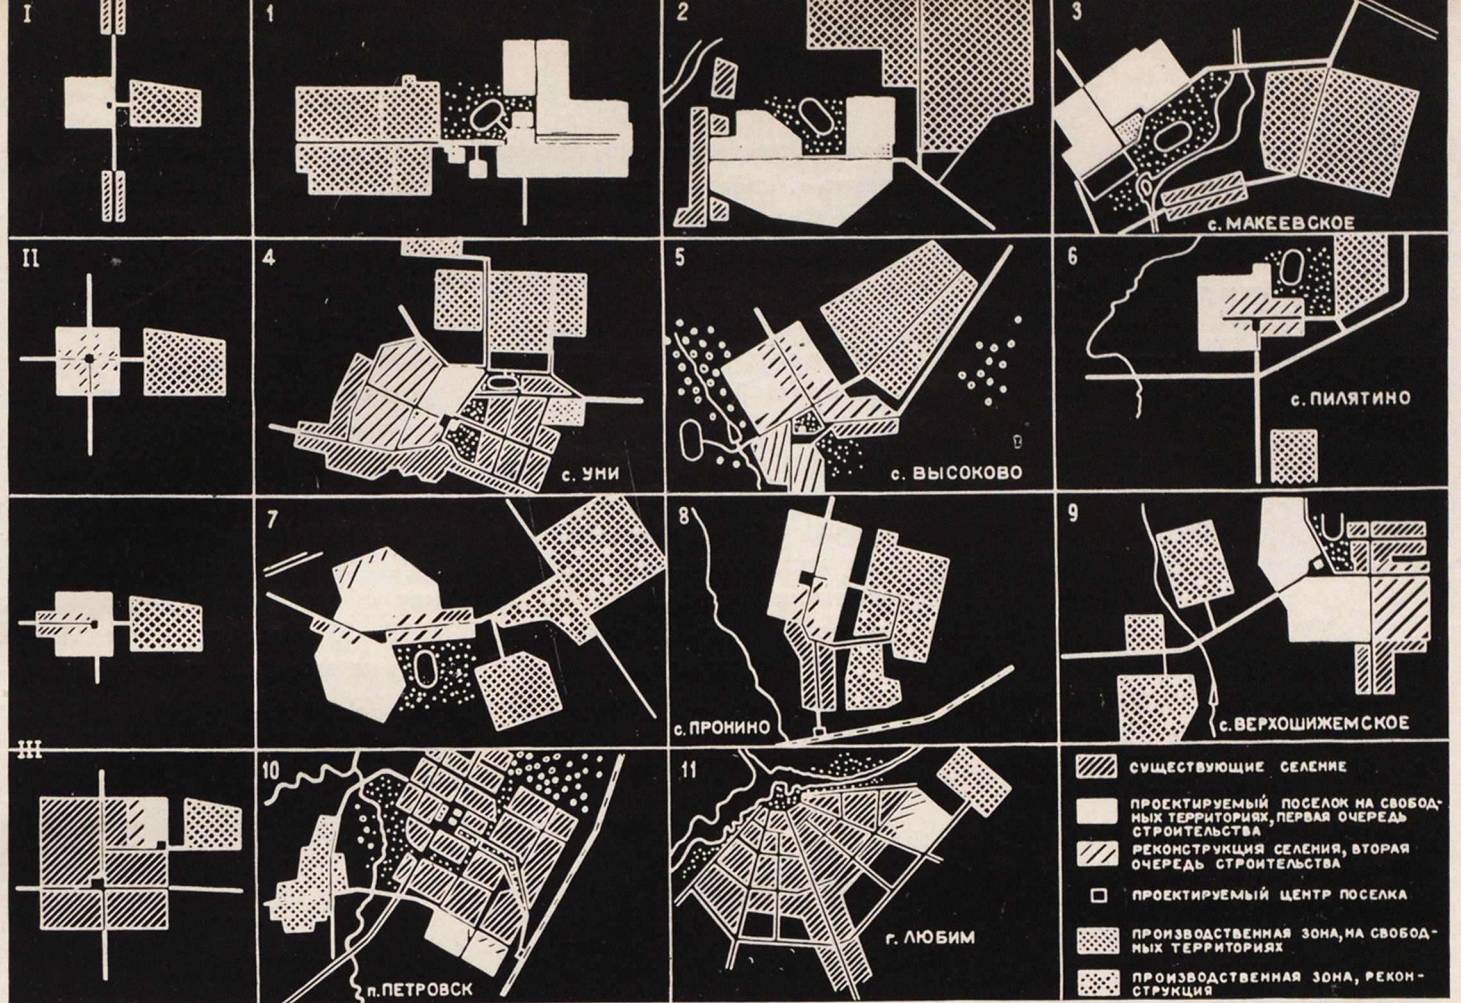 I
1
2
3
с. МАКЕЕВСКОЕ
II
4
с. УНИ
5
с. ВЫСОКОВО
6
с. ПИЛЯТИНО
7
8
с. ПРОНИНО
9
с. ВЕРХОШИЖЕМСКОЕ
III
10
п. ПЕТРОВСК
11
г. ЛЮБИМ
СУЩЕСТВУЮЩИЕ СЕЛЕНИЕ
ПРОЕКТИРУЕМЫЙ ПОСЕЛОК НА СВОБОД-
НЫХ ТЕРРИТОРИЯХ, ПЕРВАЯ ОЧЕРЕДЬ
СТРОИТЕЛЬСТВА
РЕКОНСТРУКЦИЯ СЕЛЕНИЯ, ВТОРАЯ
ОЧЕРЕДЬ СТРОИТЕЛЬСТВА
ПРОЕКТИРУЕМЫЙ ЦЕНТР ПОСЕЛКА
ПРОИЗВОДСТВЕННАЯ ЗОНА, НА СВОБОД-
НЫХ ТЕРРИТОРИЯХ
ПРОИЗВОДСТВЕННАЯ ЗОНА, РЕКОН-
СТРУКЦИЯ